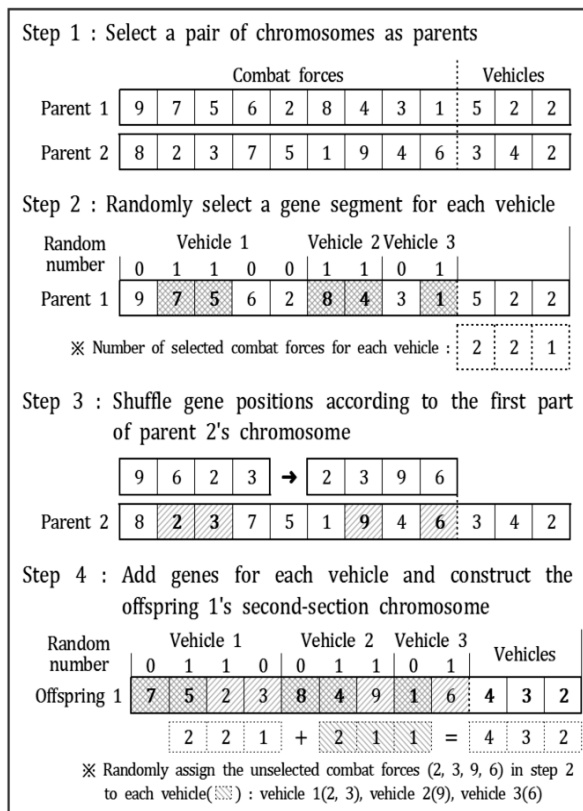 Step 1 : Select a pair of chromosomes as parents
Combat forces Vehicles
Parent 1 9 7 5 6 2 8 4 3 1 5 2 2
Parent 2 8 2 3 7 5 1 9 4 6 3 4 2
Step 2 : Randomly select a gene segment for each vehicle
Random Vehicle 1 Vehicle 2 Vehicle 3
number 0 1 1 0 0 1 1 0 1
Parent 1 9 7 5 6 2 8 4 3 1 5 2 2
※ Number of selected combat forces for each vehicle : 2 2 1
Step 3 : Shuffle gene positions according to the first part
of parent 2's chromosome
9 6 2 3 → 2 3 9 6
Parent 2 8 2 3 7 5 1 9 4 6 3 4 2
Step 4 : Add genes for each vehicle and construct the
offspring 1's second-section chromosome
Random Vehicle 1 Vehicle 2 Vehicle 3 Vehicles
number 0 1 1 0 0 1 1 0 1
Offspring 1 7 5 2 3 8 4 9 1 6 4 3 2
2 2 1 + 2 1 1 = 4 3 2
※ Randomly assign the unselected combat forces (2, 3, 9, 6) in step 2
to each vehicle( ) : vehicle 1(2, 3), vehicle 2(9), vehicle 3(6)